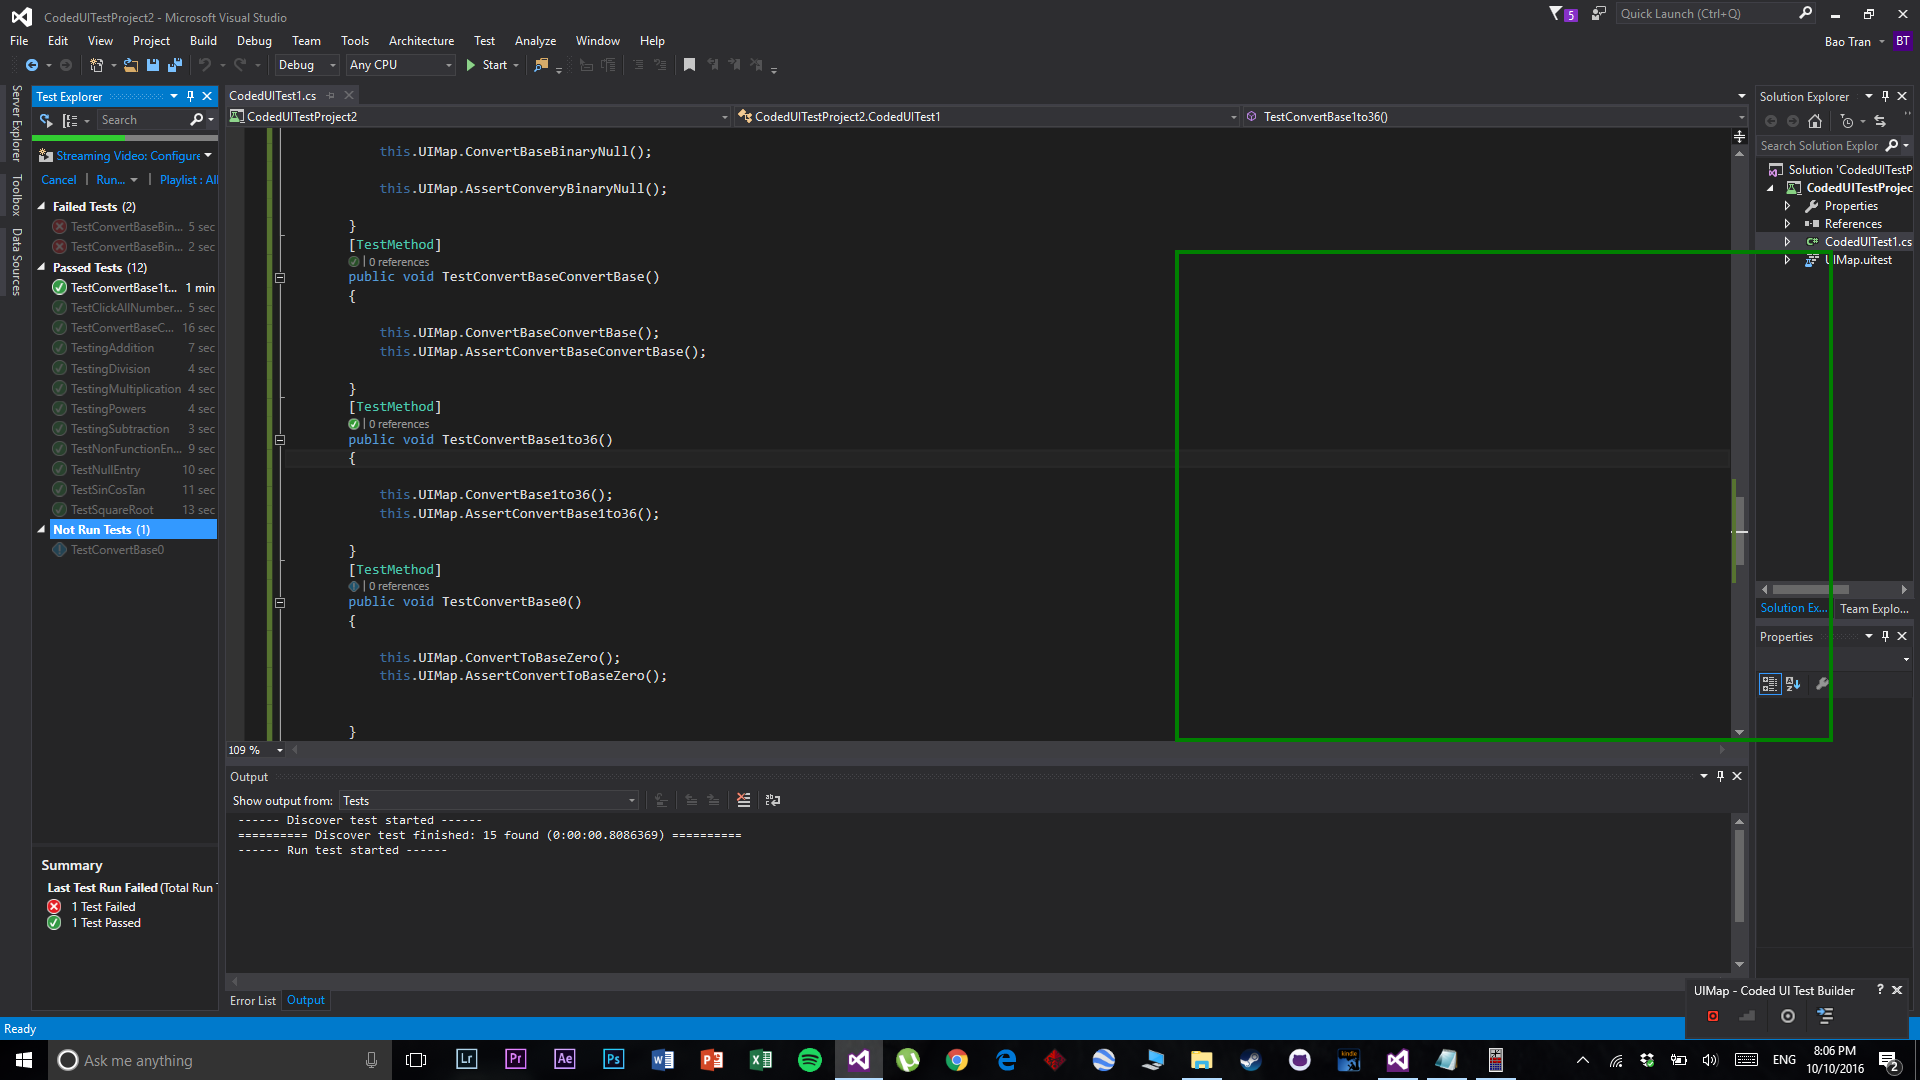 CodedUITestProject2 - Microsoft Visual Studio
5
Quick Launch (Ctrl+Q)
File Edit View Project Build Debug Team Tools Architecture Test Analyze Window Help
Bao Tran BT
Debug Any CPU Start
Server Explorer
Toolbox
Data Sources
Test Explorer
Search
Streaming Video: Configure
Cancel | Run... | Playlist : All
Failed Tests (2)
TestConvertBaseBin... 5 sec
TestConvertBaseBin... 2 sec
Passed Tests (12)
TestConvertBase1t... 1 min
TestClickAllNumber... 5 sec
TestConvertBaseC... 16 sec
TestingAddition 7 sec
TestingDivision 4 sec
TestingMultiplication 4 sec
TestingPowers 4 sec
TestingSubtraction 3 sec
TestNonFunctionEn... 9 sec
TestNullEntry 10 sec
TestSinCosTan 11 sec
TestSquareRoot 13 sec
Not Run Tests (1)
TestConvertBase0
Summary
Last Test Run Failed (Total Run
1 Test Failed
1 Test Passed
CodedUITest1.cs
CodedUITestProject2 CodedUITestProject2.CodedUITest1 TestConvertBase1to36()
this.UIMap.ConvertBaseBinaryNull();
this.UIMap.AssertConveryBinaryNull();
}
[TestMethod]
| 0 references
public void TestConvertBaseConvertBase()
{
this.UIMap.ConvertBaseConvertBase();
this.UIMap.AssertConvertBaseConvertBase();
}
[TestMethod]
| 0 references
public void TestConvertBase1to36()
{
this.UIMap.ConvertBase1to36();
this.UIMap.AssertConvertBase1to36();
}
[TestMethod]
| 0 references
public void TestConvertBase0()
{
this.UIMap.ConvertToBaseZero();
this.UIMap.AssertConvertToBaseZero();
}
109 %
Output
Show output from: Tests
------ Discover test started ------
========== Discover test finished: 15 found (0:00:00.8086369) ==========
------ Run test started ------
Error List Output
Solution Explorer
Search Solution Explor
Solution 'CodedUITestP
CodedUITestProjec
Properties
References
CodedUITest1.cs
UIMap.uitest
Solution Ex... Team Explo...
Properties
UIMap - Coded UI Test Builder ?
Ready
Ask me anything
Lr Pr Ae Ps
kindle
ENG
8:06 PM
10/10/2016
2